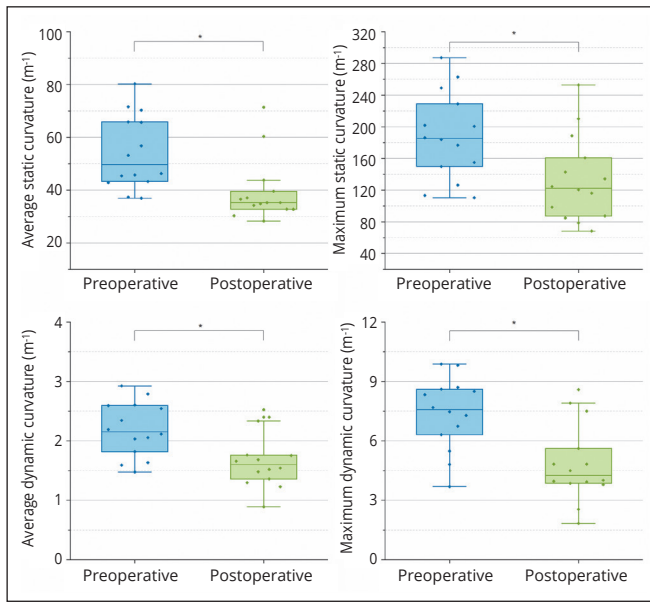 Average static curvature (m-1)
100
80
60
40
20
*
Preoperative
Postoperative
Maximum static curvature (m-1)
320
280
240
200
160
120
80
40
*
Preoperative
Postoperative
Average dynamic curvature (m-1)
4
3
2
1
0
*
Preoperative
Postoperative
Maximum dynamic curvature (m-1)
12
9
6
3
0
*
Preoperative
Postoperative